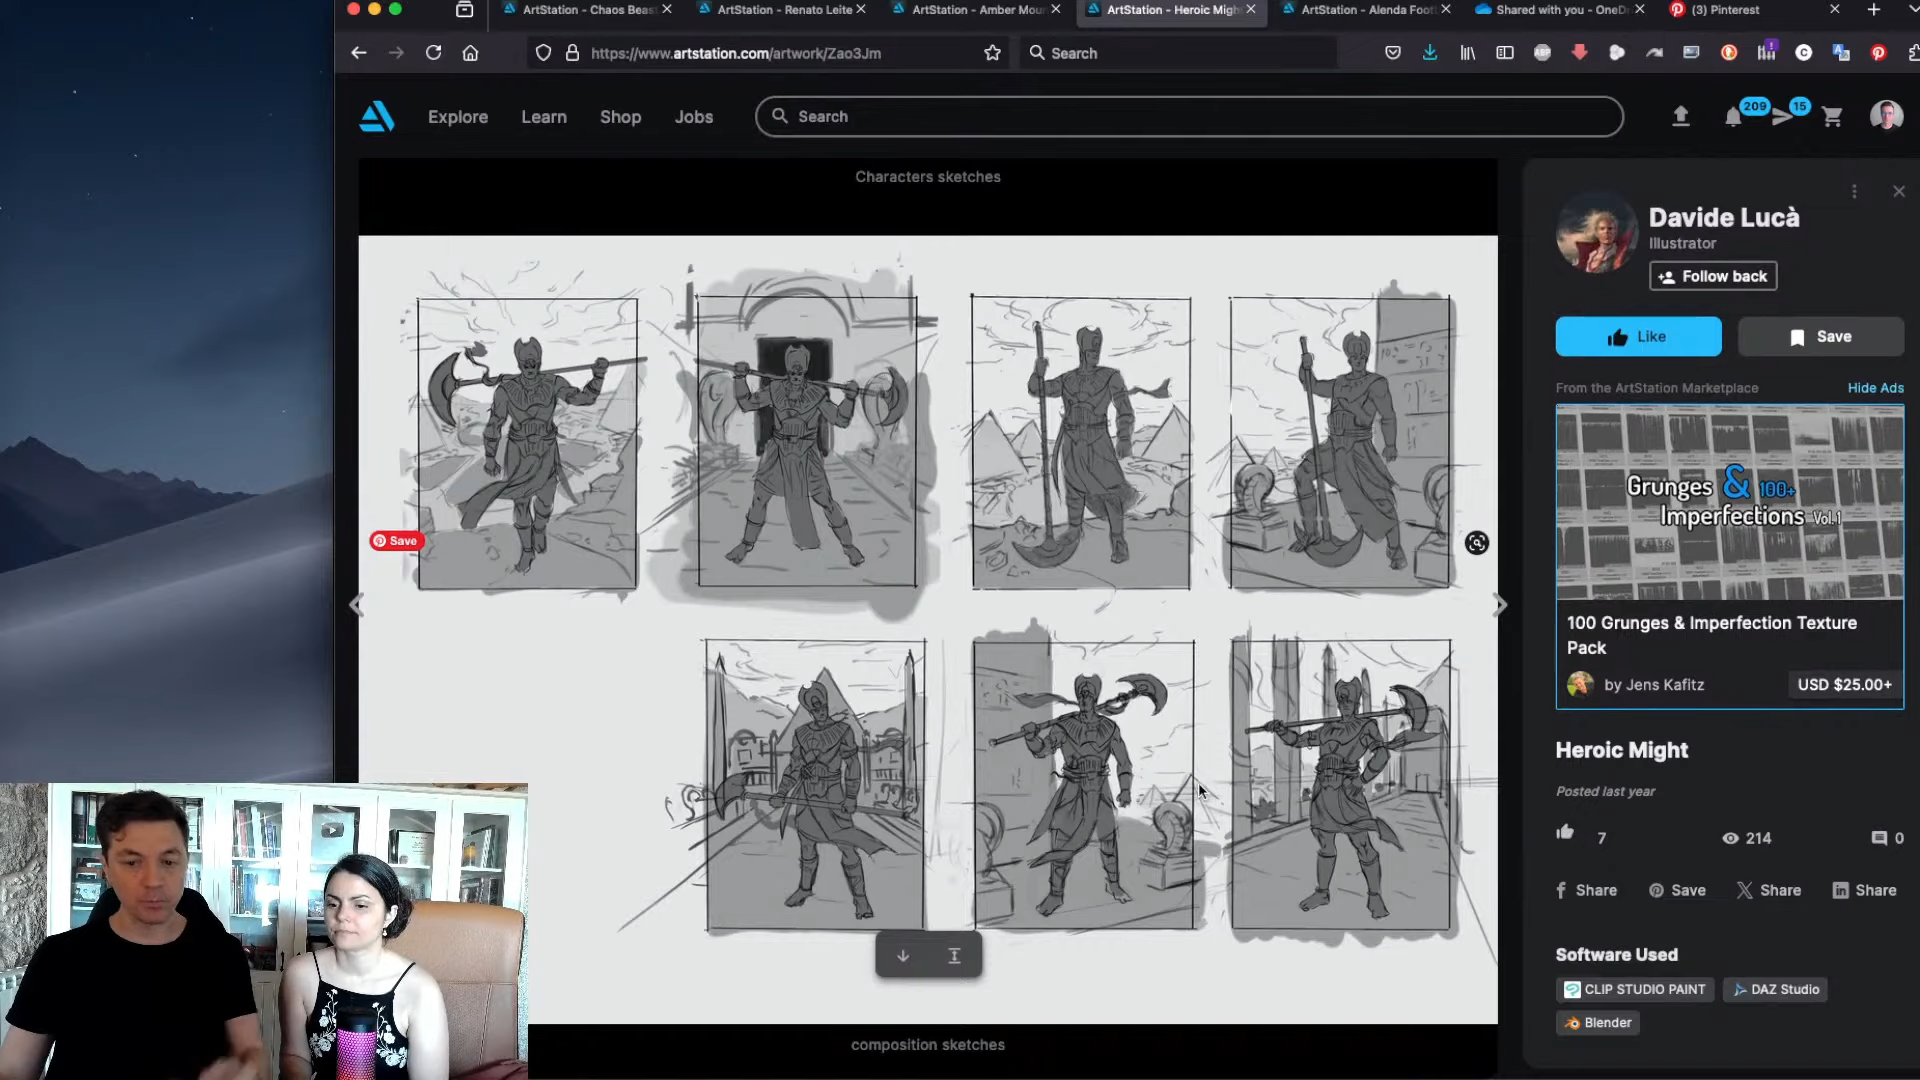 ArtStation - Chaos Beas
ArtStation - Renato Leite
ArtStation - Amber Mou
ArtStation - Heroic Migh
ArtStation - Alenda Foo
Shared with you - OneD
(3) Pinterest
https://www.artstation.com/artwork/Zao3Jm
Search
Explore
Learn
Shop
Jobs
Search
209
15
Characters sketches
Save
composition sketches
Davide Lucà
Illustrator
Follow back
Like
Save
From the ArtStation Marketplace
Hide Ads
Grunges & 100+
Imperfections Vol.1
100 Grunges & Imperfection Texture
Pack
by Jens Kafitz
USD $25.00+
Heroic Might
Posted last year
7
214
0
Share
Save
Share
Share
Software Used
CLIP STUDIO PAINT
DAZ Studio
Blender